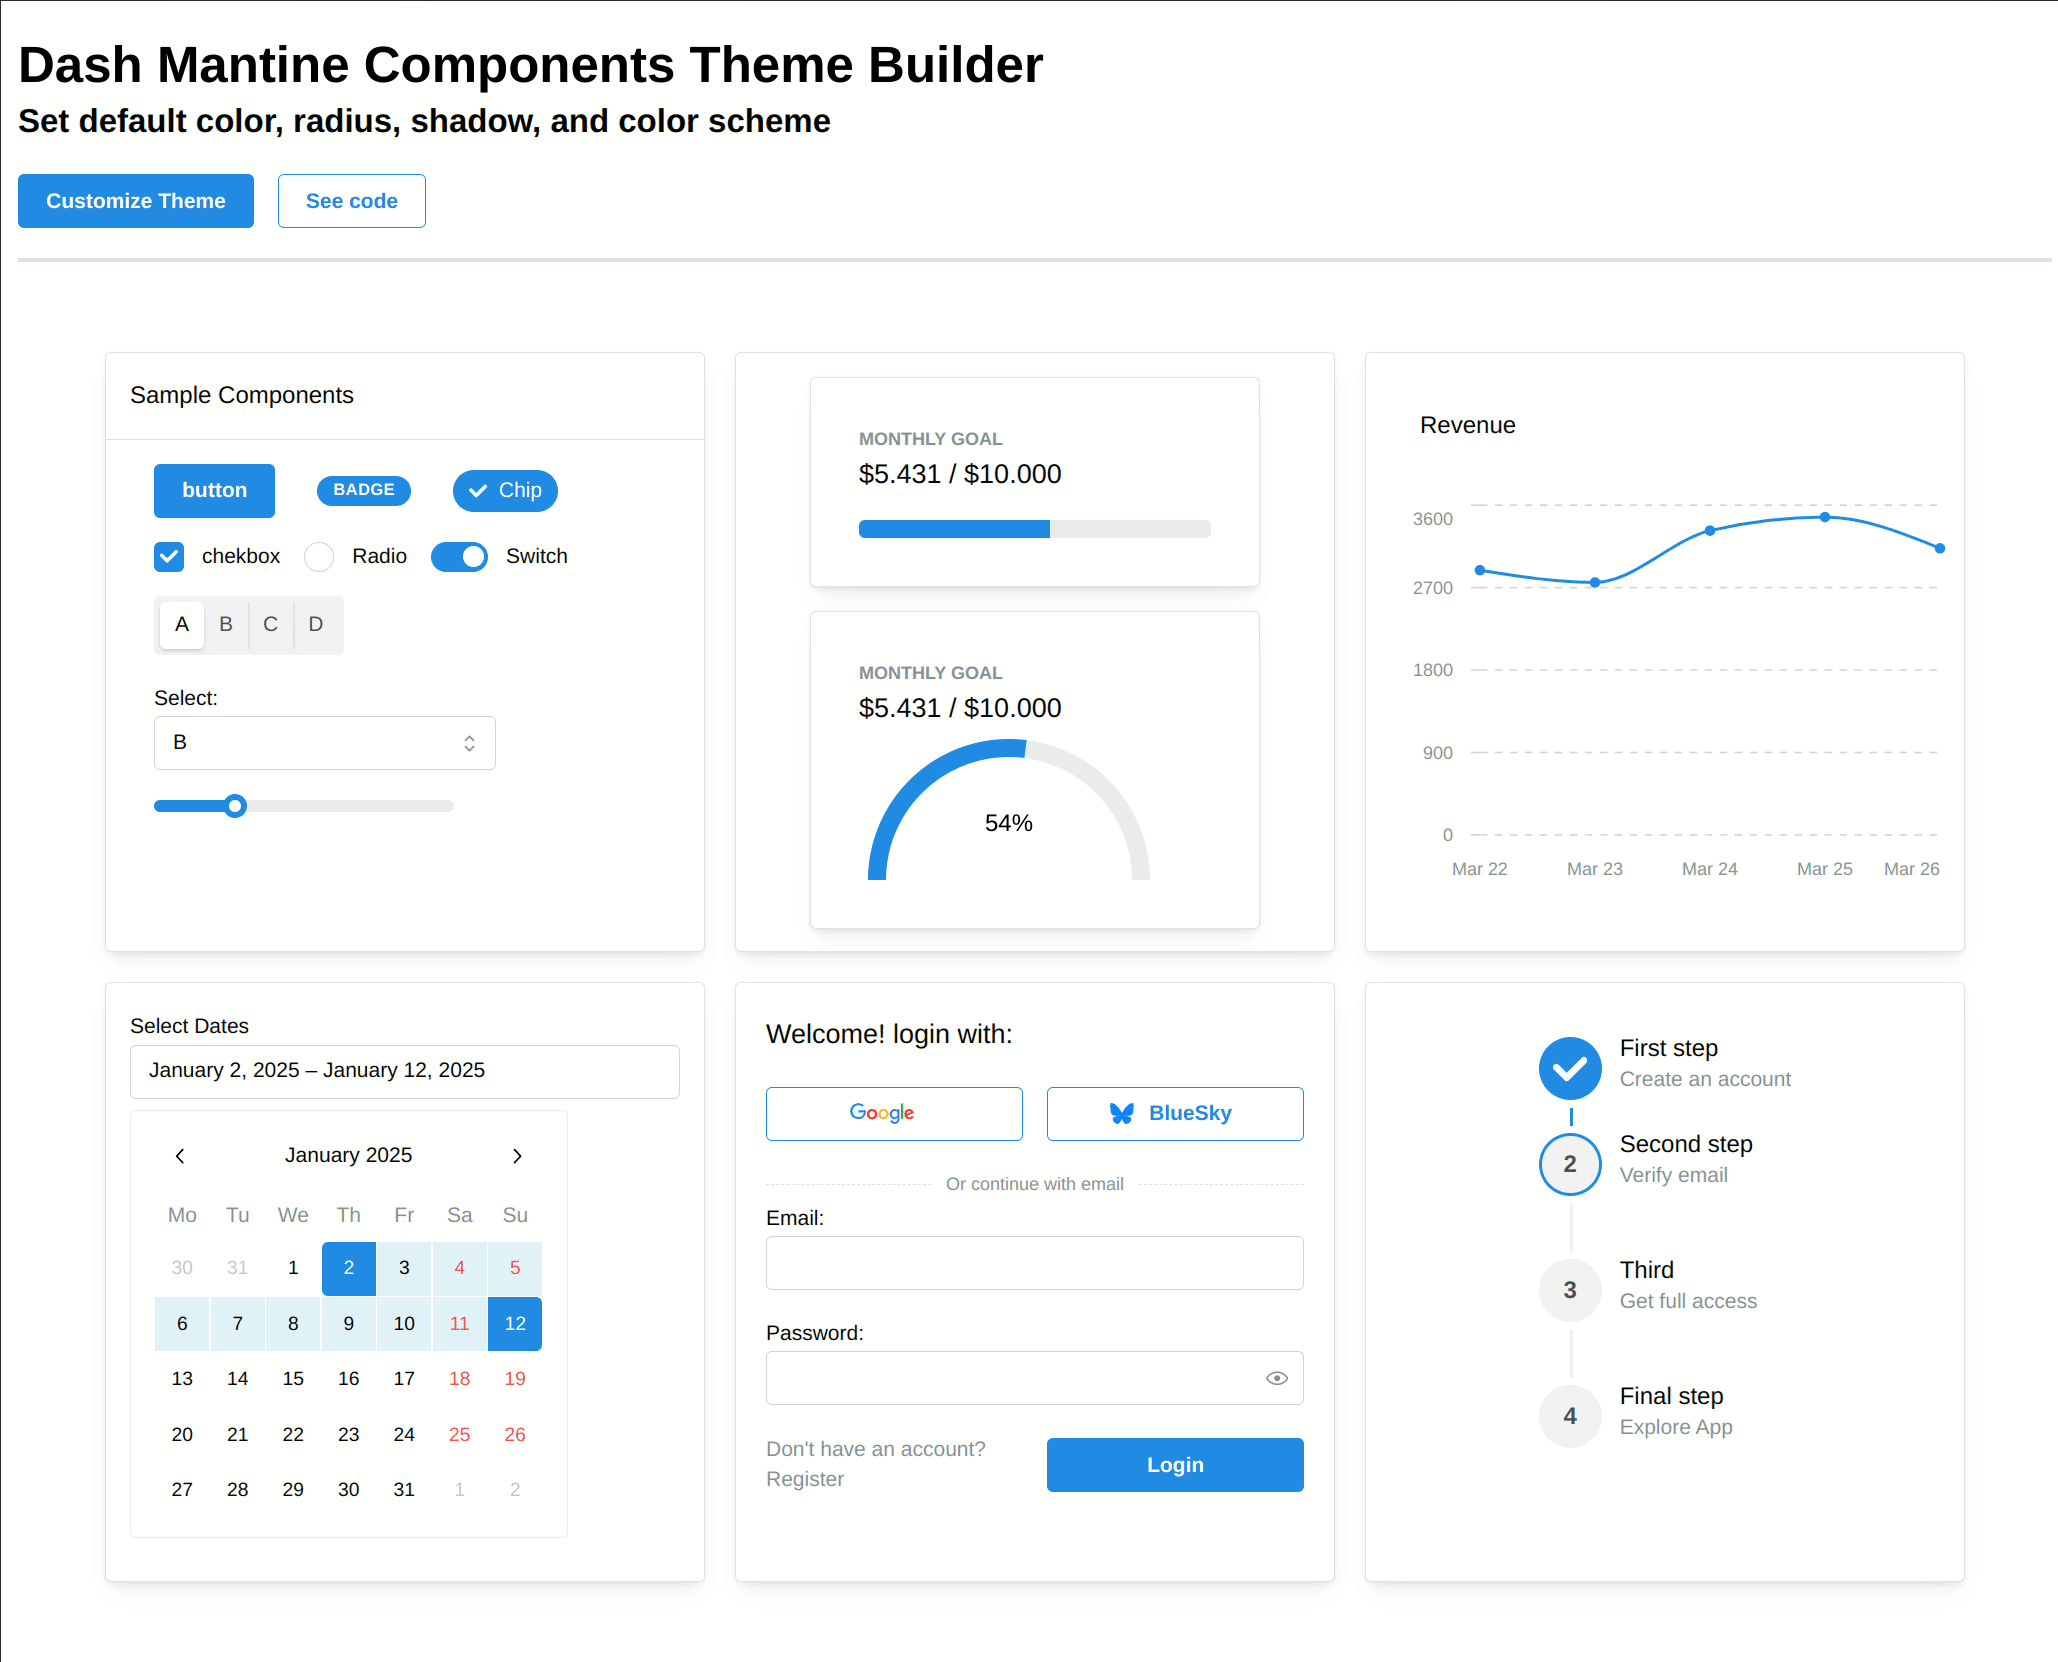 Dash Mantine Components Theme Builder
Set default color, radius, shadow, and color scheme
Customize Theme See code
Sample Components
button BADGE Chip
chekbox Radio Switch
A B C D
Select:
B
MONTHLY GOAL
$5.431 / $10.000
MONTHLY GOAL
$5.431 / $10.000
54%
Revenue
3600
2700
1800
900
0
Mar 22 Mar 23 Mar 24 Mar 25 Mar 26
Select Dates
January 2, 2025 – January 12, 2025
January 2025
Mo Tu We Th Fr Sa Su
30 31 1 2 3 4 5
6 7 8 9 10 11 12
13 14 15 16 17 18 19
20 21 22 23 24 25 26
27 28 29 30 31 1 2
Welcome! login with:
Google BlueSky
Or continue with email
Email:
Password:
Don't have an account?
Register
Login
First step
Create an account
2
Second step
Verify email
3
Third
Get full access
4
Final step
Explore App